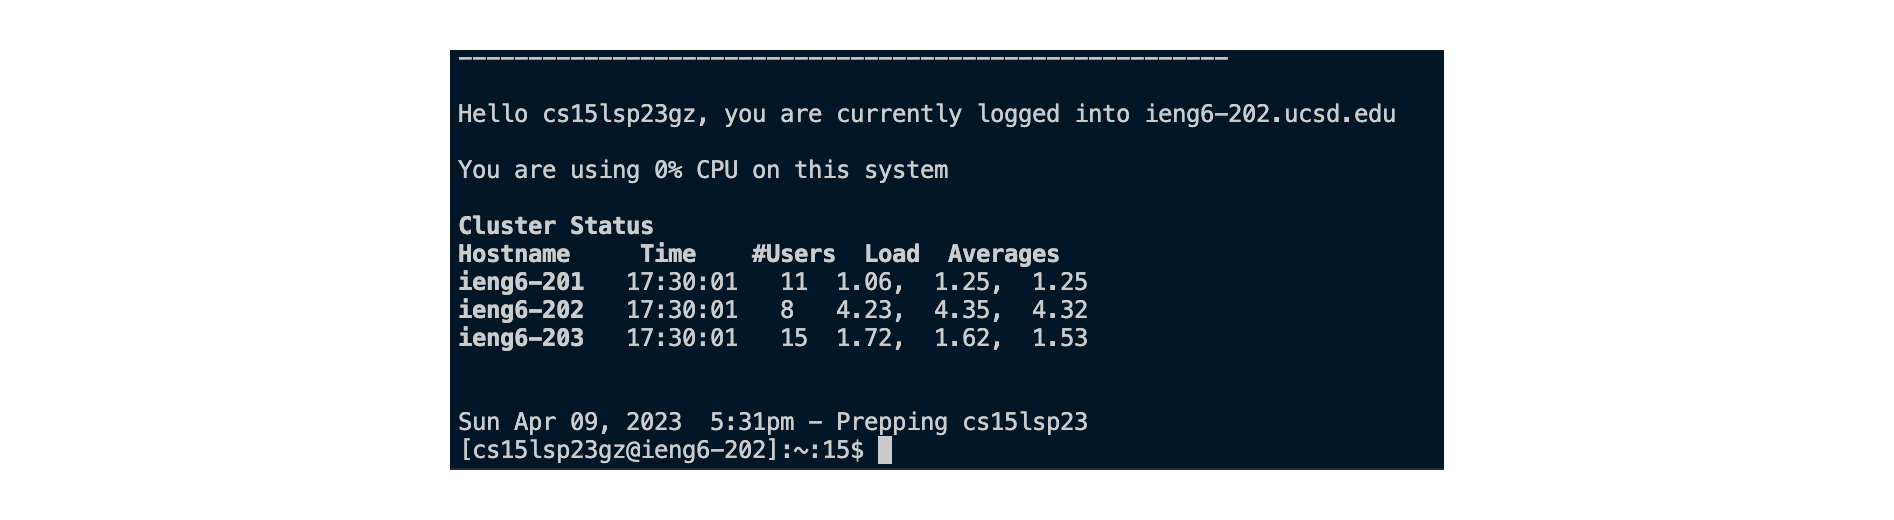 -------------------------------------------------------
Hello cs15lsp23gz, you are currently logged into ieng6-202.ucsd.edu
You are using 0% CPU on this system
Cluster Status
Hostname     Time    #Users  Load  Averages
ieng6-201   17:30:01   11  1.06,  1.25,  1.25
ieng6-202   17:30:01   8   4.23,  4.35,  4.32
ieng6-203   17:30:01   15  1.72,  1.62,  1.53
Sun Apr 09, 2023  5:31pm - Prepping cs15lsp23
[cs15lsp23gz@ieng6-202]:~:15$